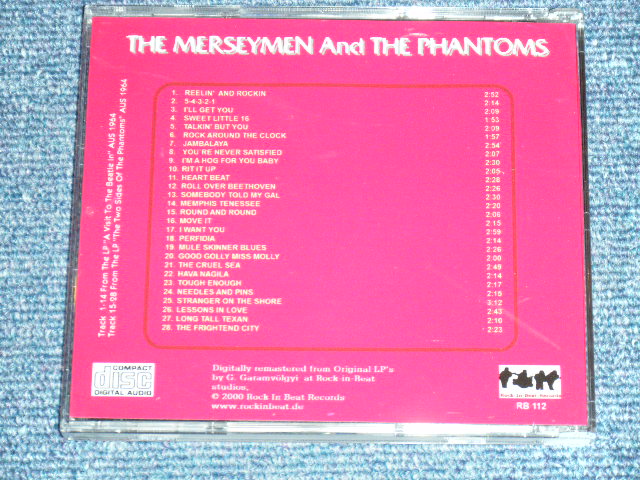 THE MERSEYMEN And THE PHANTOMS
1. REELIN' AND ROCKIN 2:52
2. 5-4-3-2-1 2:14
3. I'LL GET YOU 2:09
4. SWEET LITTLE 16 1:53
5. TALKIN' BUT YOU 2:09
6. ROCK AROUND THE CLOCK 1:57
7. JAMBALAYA 2:54
8. YOU'RE NEVER SATISFIED 2:07
9. I'M A HOG FOR YOU BABY 2:30
10. RIT IT UP 2:05
11. HEART BEAT 2:26
12. ROLL OVER BEETHOVEN 2:26
13. SOMEBODY TOLD MY GAL 2:30
14. MEMPHIS TENESSEE 2:20
15. ROUND AND ROUND 2:08
16. MOVE IT 2:15
17. I WANT YOU 2:59
18. PERFIDIA 2:14
19. MULE SKINNER BLUES 2:26
20. GOOD GOLLY MISS MOLLY 2:00
21. THE CRUEL SEA 2:49
22. HAVA NAGILA 2:14
23. TOUGH ENOUGH 2:17
24. NEEDLES AND PINS 2:15
25. STRANGER ON THE SHORE 3:12
26. LESSONS IN LOVE 2:43
27. LONG TALL TEXAN 2:16
28. THE FRIGHTEND CITY 2:23
Track 1-14 From The LP "A Visit To The Beetle in" AUS 1964
Track 15-28 From The LP "The Two Sides Of The Phantoms" AUS 1964
COMPACT
disc
DIGITAL AUDIO
Digitally remastered from Original LP's
by G. Garamvölgyi at Rock in Beat
studios,
© 2000 Rock In Beat Records
www.rockinbeat.de
Rock In Beat Records
RB 112